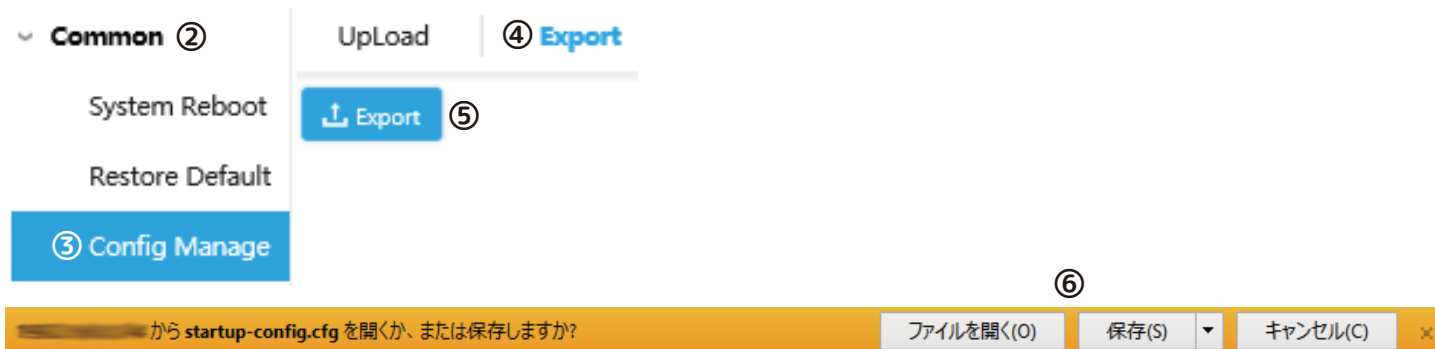 Common ②
UpLoad
④ Export
System Reboot
Export ⑤
Restore Default
③ Config Manage
⑥
から startup-config.cfg を開くか、または保存しますか?
ファイルを開く(O)
保存(S)
キャンセル(C)
×